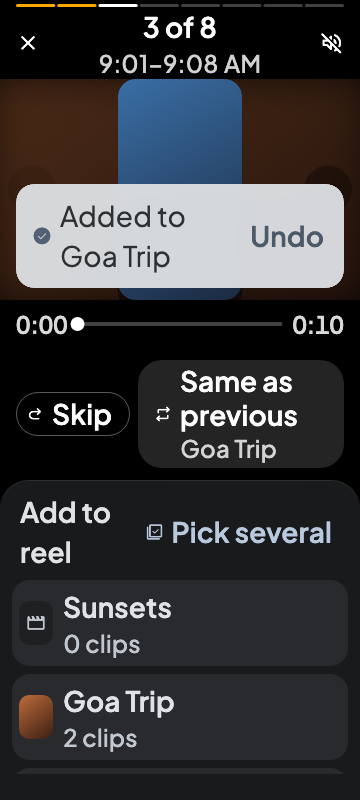 3 of 8
9:01–9:08 AM
Added to
Goa Trip
Undo
0:00
0:10
Skip
Same as
previous
Goa Trip
Add to
reel
Pick several
Sunsets
0 clips
Goa Trip
2 clips